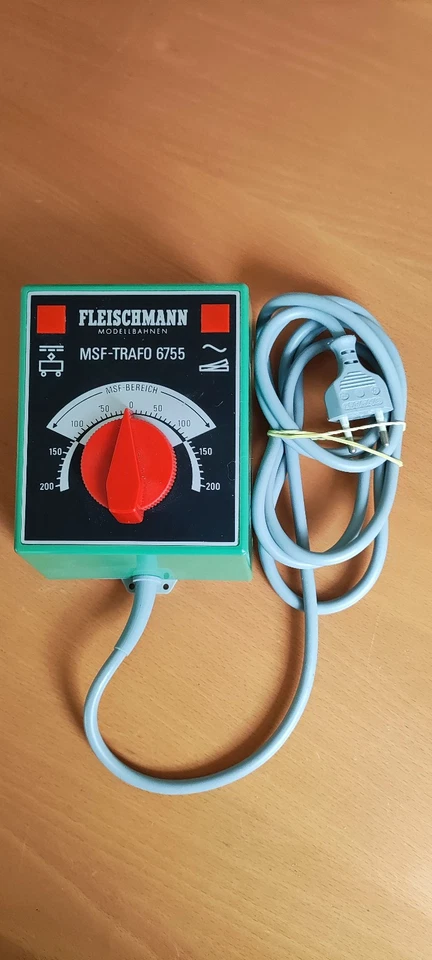 FLEISCHMANN
MODELLBAHNEN
MSF-TRAFO 6755
MSF-BEREICH
200 150 100 50 0 50 100 150 200